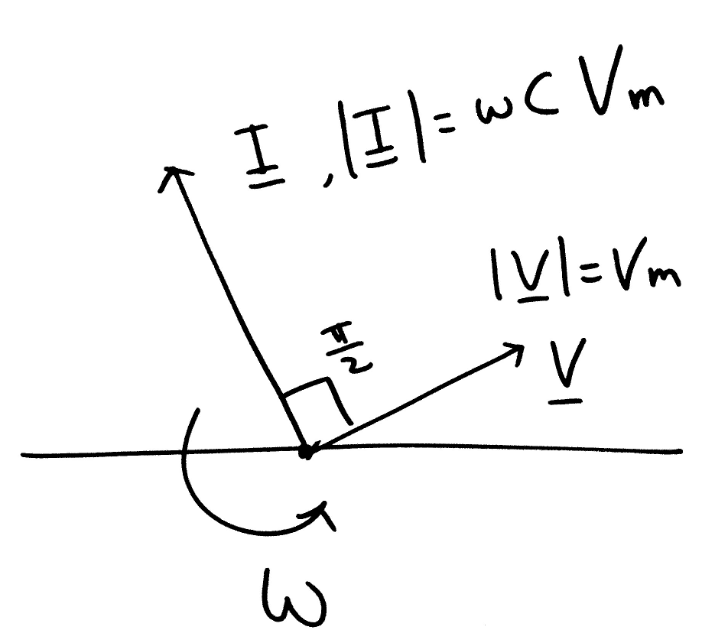 I̲ , |I̲| = ωC Vm
|V̲| = Vm
π/2
V̲
ω